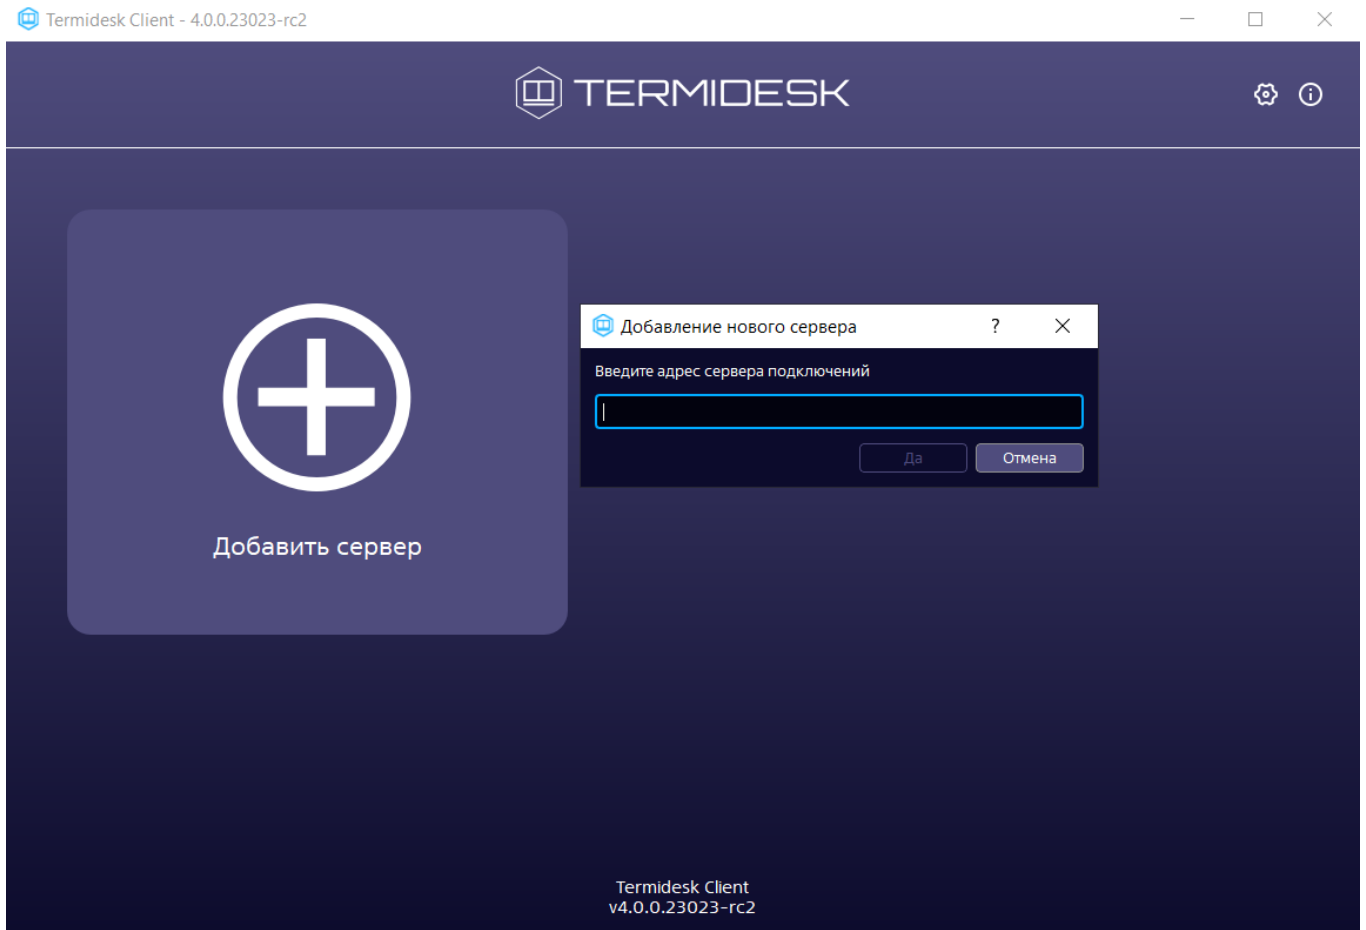 Termidesk Client - 4.0.0.23023-rc2
TERMIDESK
Добавление нового сервера ?
Введите адрес сервера подключений
Да Отмена
Добавить сервер
Termidesk Client
v4.0.0.23023-rc2